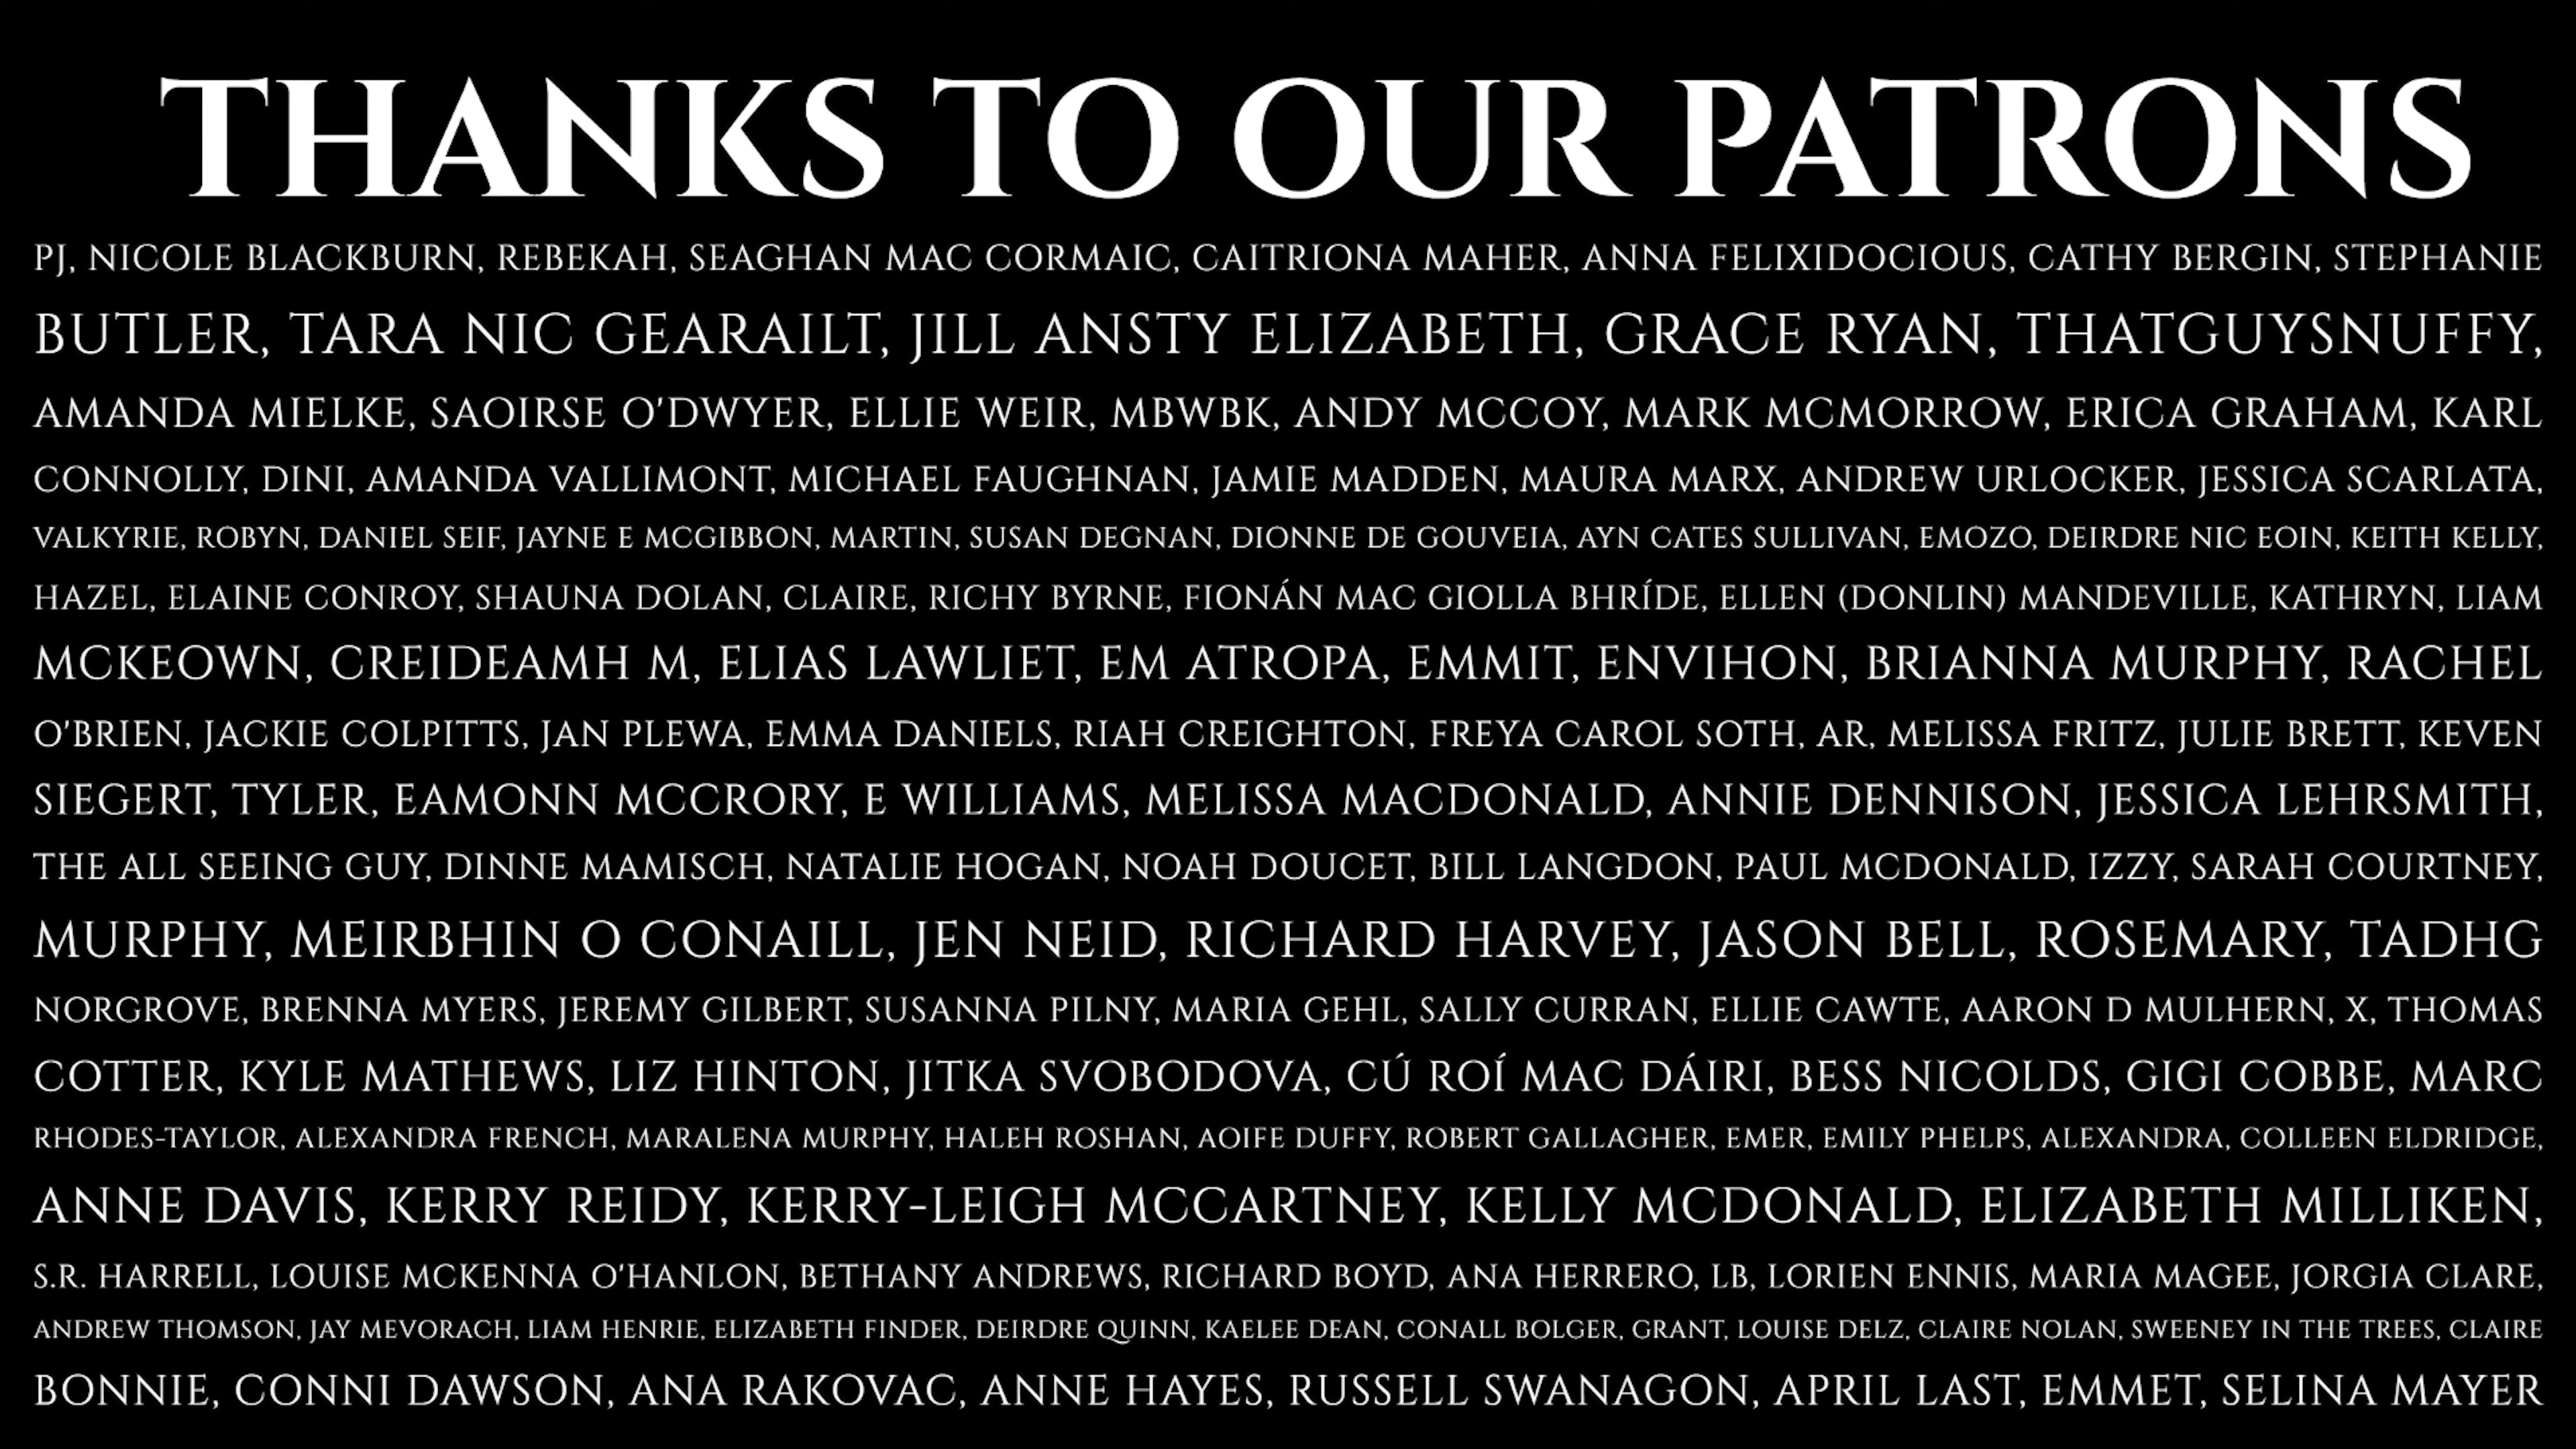 THANKS TO OUR PATRONS
PJ, NICOLE BLACKBURN, REBEKAH, SEAGHAN MAC CORMAIC, CAITRIONA MAHER, ANNA FELIXIDOCIOUS, CATHY BERGIN, STEPHANIE
BUTLER, TARA NIC GEARAILT, JILL ANSTY ELIZABETH, GRACE RYAN, THATGUYSNUFFY,
AMANDA MIELKE, SAOIRSE O'DWYER, ELLIE WEIR, MBWBK, ANDY MCCOY, MARK MCMORROW, ERICA GRAHAM, KARL
CONNOLLY, DINI, AMANDA VALLIMONT, MICHAEL FAUGHNAN, JAMIE MADDEN, MAURA MARX, ANDREW URLOCKER, JESSICA SCARLATA,
VALKYRIE, ROBYN, DANIEL SEIF, JAYNE E MCGIBBON, MARTIN, SUSAN DEGNAN, DIONNE DE GOUVEIA, AYN CATES SULLIVAN, EMOZO, DEIRDRE NIC EOIN, KEITH KELLY,
HAZEL, ELAINE CONROY, SHAUNA DOLAN, CLAIRE, RICHY BYRNE, FIONÁN MAC GIOLLA BHRÍDE, ELLEN (DONLIN) MANDEVILLE, KATHRYN, LIAM
MCKEOWN, CREIDEAMH M, ELIAS LAWLIET, EM ATROPA, EMMIT, ENVIHON, BRIANNA MURPHY, RACHEL
O'BRIEN, JACKIE COLPITTS, JAN PLEWA, EMMA DANIELS, RIAH CREIGHTON, FREYA CAROL SOTH, AR, MELISSA FRITZ, JULIE BRETT, KEVEN
SIEGERT, TYLER, EAMONN MCCRORY, E WILLIAMS, MELISSA MACDONALD, ANNIE DENNISON, JESSICA LEHRSMITH,
THE ALL SEEING GUY, DINNE MAMISCH, NATALIE HOGAN, NOAH DOUCET, BILL LANGDON, PAUL MCDONALD, IZZY, SARAH COURTNEY,
MURPHY, MEIRBHIN O CONAILL, JEN NEID, RICHARD HARVEY, JASON BELL, ROSEMARY, TADHG
NORGROVE, BRENNA MYERS, JEREMY GILBERT, SUSANNA PILNY, MARIA GEHL, SALLY CURRAN, ELLIE CAWTE, AARON D MULHERN, X, THOMAS
COTTER, KYLE MATHEWS, LIZ HINTON, JITKA SVOBODOVA, CÚ ROÍ MAC DÁIRI, BESS NICOLDS, GIGI COBBE, MARC
RHODES-TAYLOR, ALEXANDRA FRENCH, MARALENA MURPHY, HALEH ROSHAN, AOIFE DUFFY, ROBERT GALLAGHER, EMER, EMILY PHELPS, ALEXANDRA, COLLEEN ELDRIDGE,
ANNE DAVIS, KERRY REIDY, KERRY-LEIGH MCCARTNEY, KELLY MCDONALD, ELIZABETH MILLIKEN,
S.R. HARRELL, LOUISE MCKENNA O'HANLON, BETHANY ANDREWS, RICHARD BOYD, ANA HERRERO, LB, LORIEN ENNIS, MARIA MAGEE, JORGIA CLARE,
ANDREW THOMSON, JAY MEVORACH, LIAM HENRIE, ELIZABETH FINDER, DEIRDRE QUINN, KAELEE DEAN, CONALL BOLGER, GRANT, LOUISE DELZ, CLAIRE NOLAN, SWEENEY IN THE TREES, CLAIRE
BONNIE, CONNI DAWSON, ANA RAKOVAC, ANNE HAYES, RUSSELL SWANAGON, APRIL LAST, EMMET, SELINA MAYER